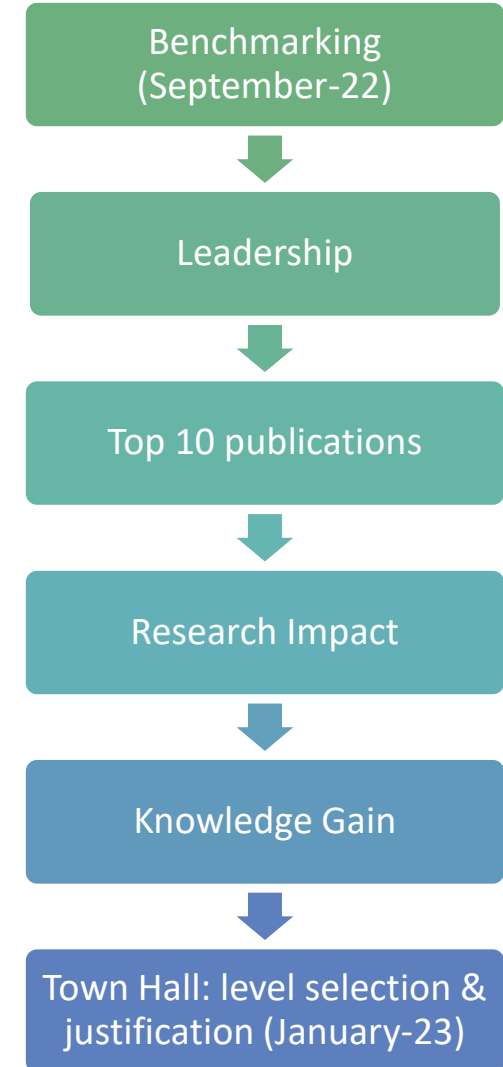 Benchmarking
(September-22)
Leadership
Top 10 publications
Research Impact
Knowledge Gain
Town Hall: level selection &
justification (January-23)